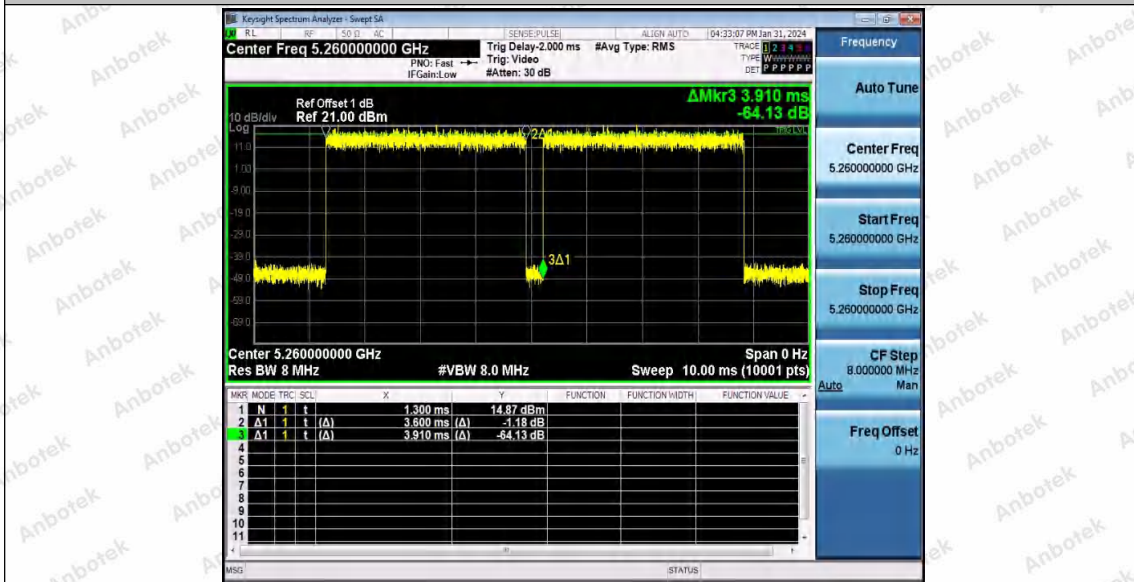 Keysight Spectrum Analyzer - Swept SA
RL RF 50 Ω AC SENSE:PULSE ALIGN AUTO 04:33:07 PM Jan 31, 2024
Center Freq 5.260000000 GHz
PNO: Fast
IFGain:Low
Trig Delay-2.000 ms
Trig: Video
#Atten: 30 dB
#Avg Type: RMS
TRACE 1 2 3 4 5 6
TYPE
DET P P P P P P
ΔMkr3 3.910 ms
-64.13 dB
Ref Offset 1 dB
10 dB/div Ref 21.00 dBm
Log
TRIG LVL
11.0
1.00
-9.00
-19.0
-29.0
-39.0
-49.0
-59.0
-69.0
2Δ
3Δ1
Center 5.260000000 GHz Span 0 Hz
Res BW 8 MHz #VBW 8.0 MHz Sweep 10.00 ms (10001 pts)
MKR MODE TRC SCL X Y FUNCTION FUNCTION WIDTH FUNCTION VALUE
1 N 1 t 1.300 ms 14.87 dBm
2 Δ1 1 t (Δ) 3.600 ms (Δ) -1.18 dB
3 Δ1 1 t (Δ) 3.910 ms (Δ) -64.13 dB
4
5
6
7
8
9
10
11
MSG STATUS
Frequency
Auto Tune
Center Freq
5.260000000 GHz
Start Freq
5.260000000 GHz
Stop Freq
5.260000000 GHz
CF Step
8.000000 MHz
Auto Man
Freq Offset
0 Hz
Anbotek